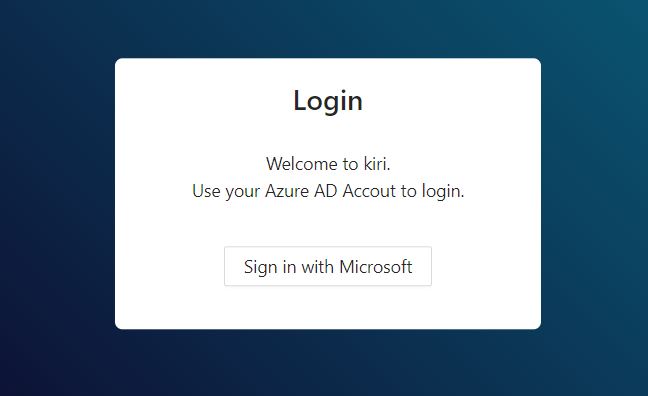 Login
Welcome to kiri.
Use your Azure AD Accout to login.
Sign in with Microsoft